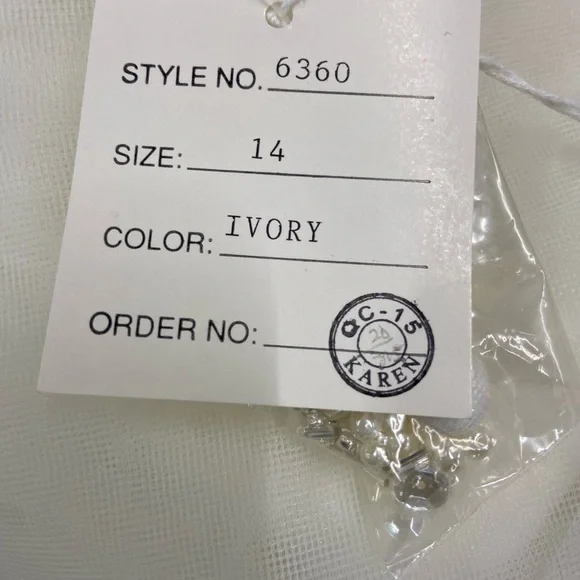 STYLE NO. 6360
SIZE: 14
COLOR: IVORY
ORDER NO:
QC-15
KAREN